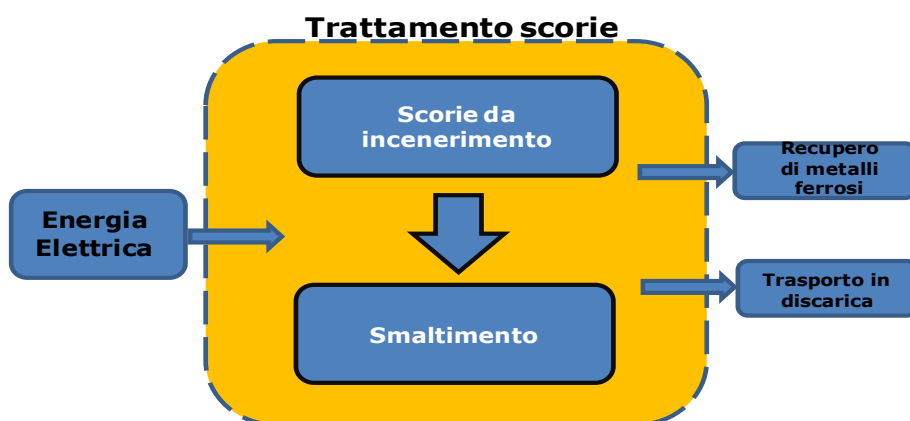 Trattamento scorie
Scorie da
incenerimento
Recupero
di metalli
ferrosi
Energia
Elettrica
Trasporto in
discarica
Smaltimento